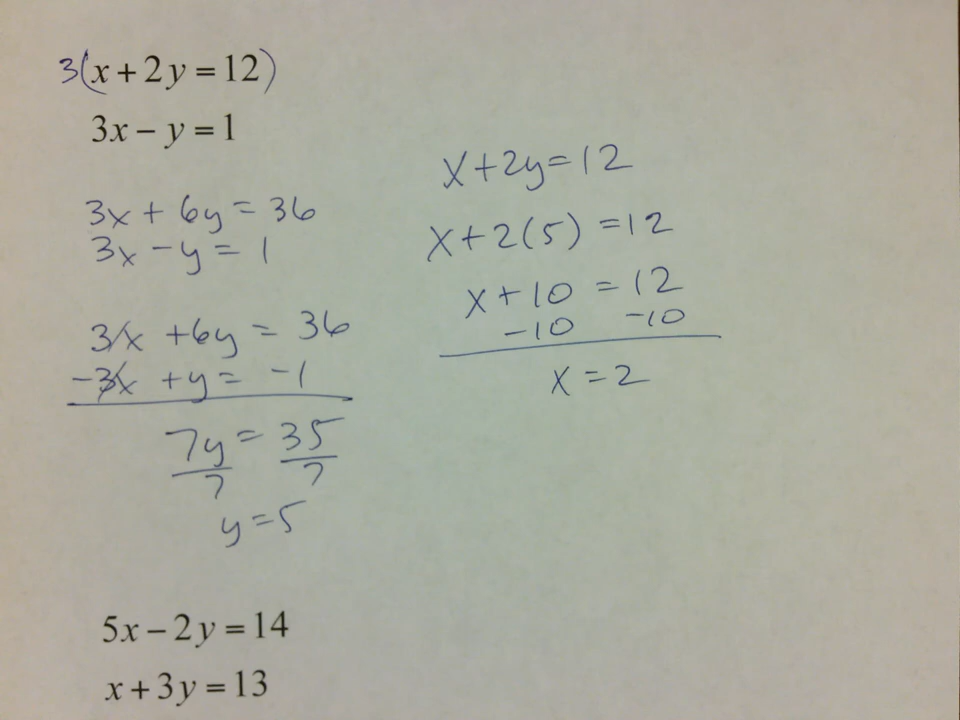 3(x + 2y = 12)
3x − y = 1
3x + 6y = 36
3x − y = 1
3x + 6y = 36
−3x + y = −1
7y = 35
7 7
y = 5
x + 2y = 12
x + 2(5) = 12
x + 10 = 12
−10 −10
x = 2
5x − 2y = 14
x + 3y = 13